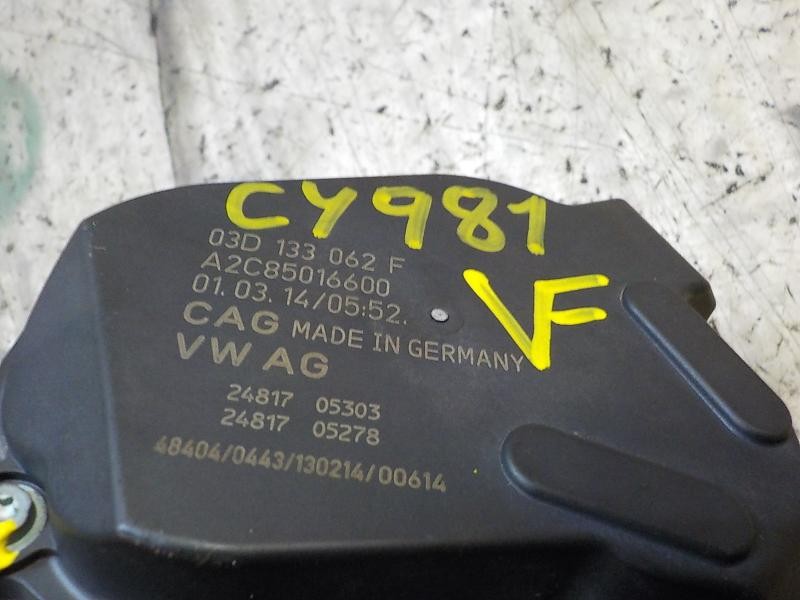 CY981
VF
03D 133 062 F
A2C85016600
01.03.14/05:52.
CAG MADE IN GERMANY
VW AG
24817 05303
24817 05278
48404/0443/130214/00614